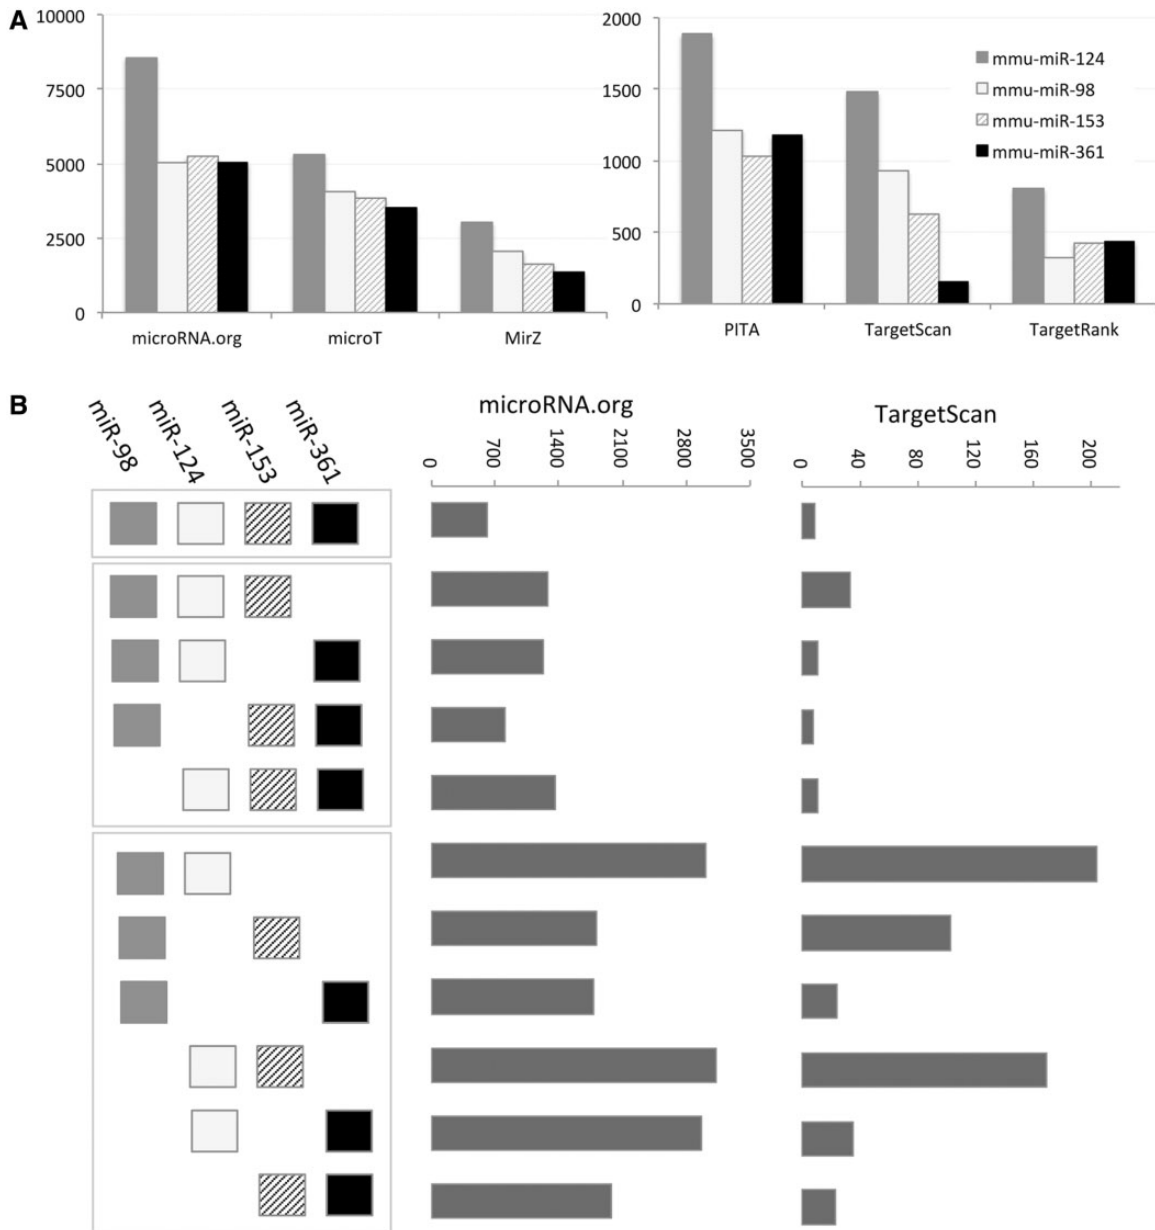 A
10000
7500
5000
2500
0
microRNA.org
microT
MirZ
2000
1500
1000
500
0
PITA
TargetScan
TargetRank
mmu-miR-124
mmu-miR-98
mmu-miR-153
mmu-miR-361
B
miR-98
miR-124
miR-153
miR-361
microRNA.org
0
700
1400
2100
2800
3500
TargetScan
0
40
80
120
160
200